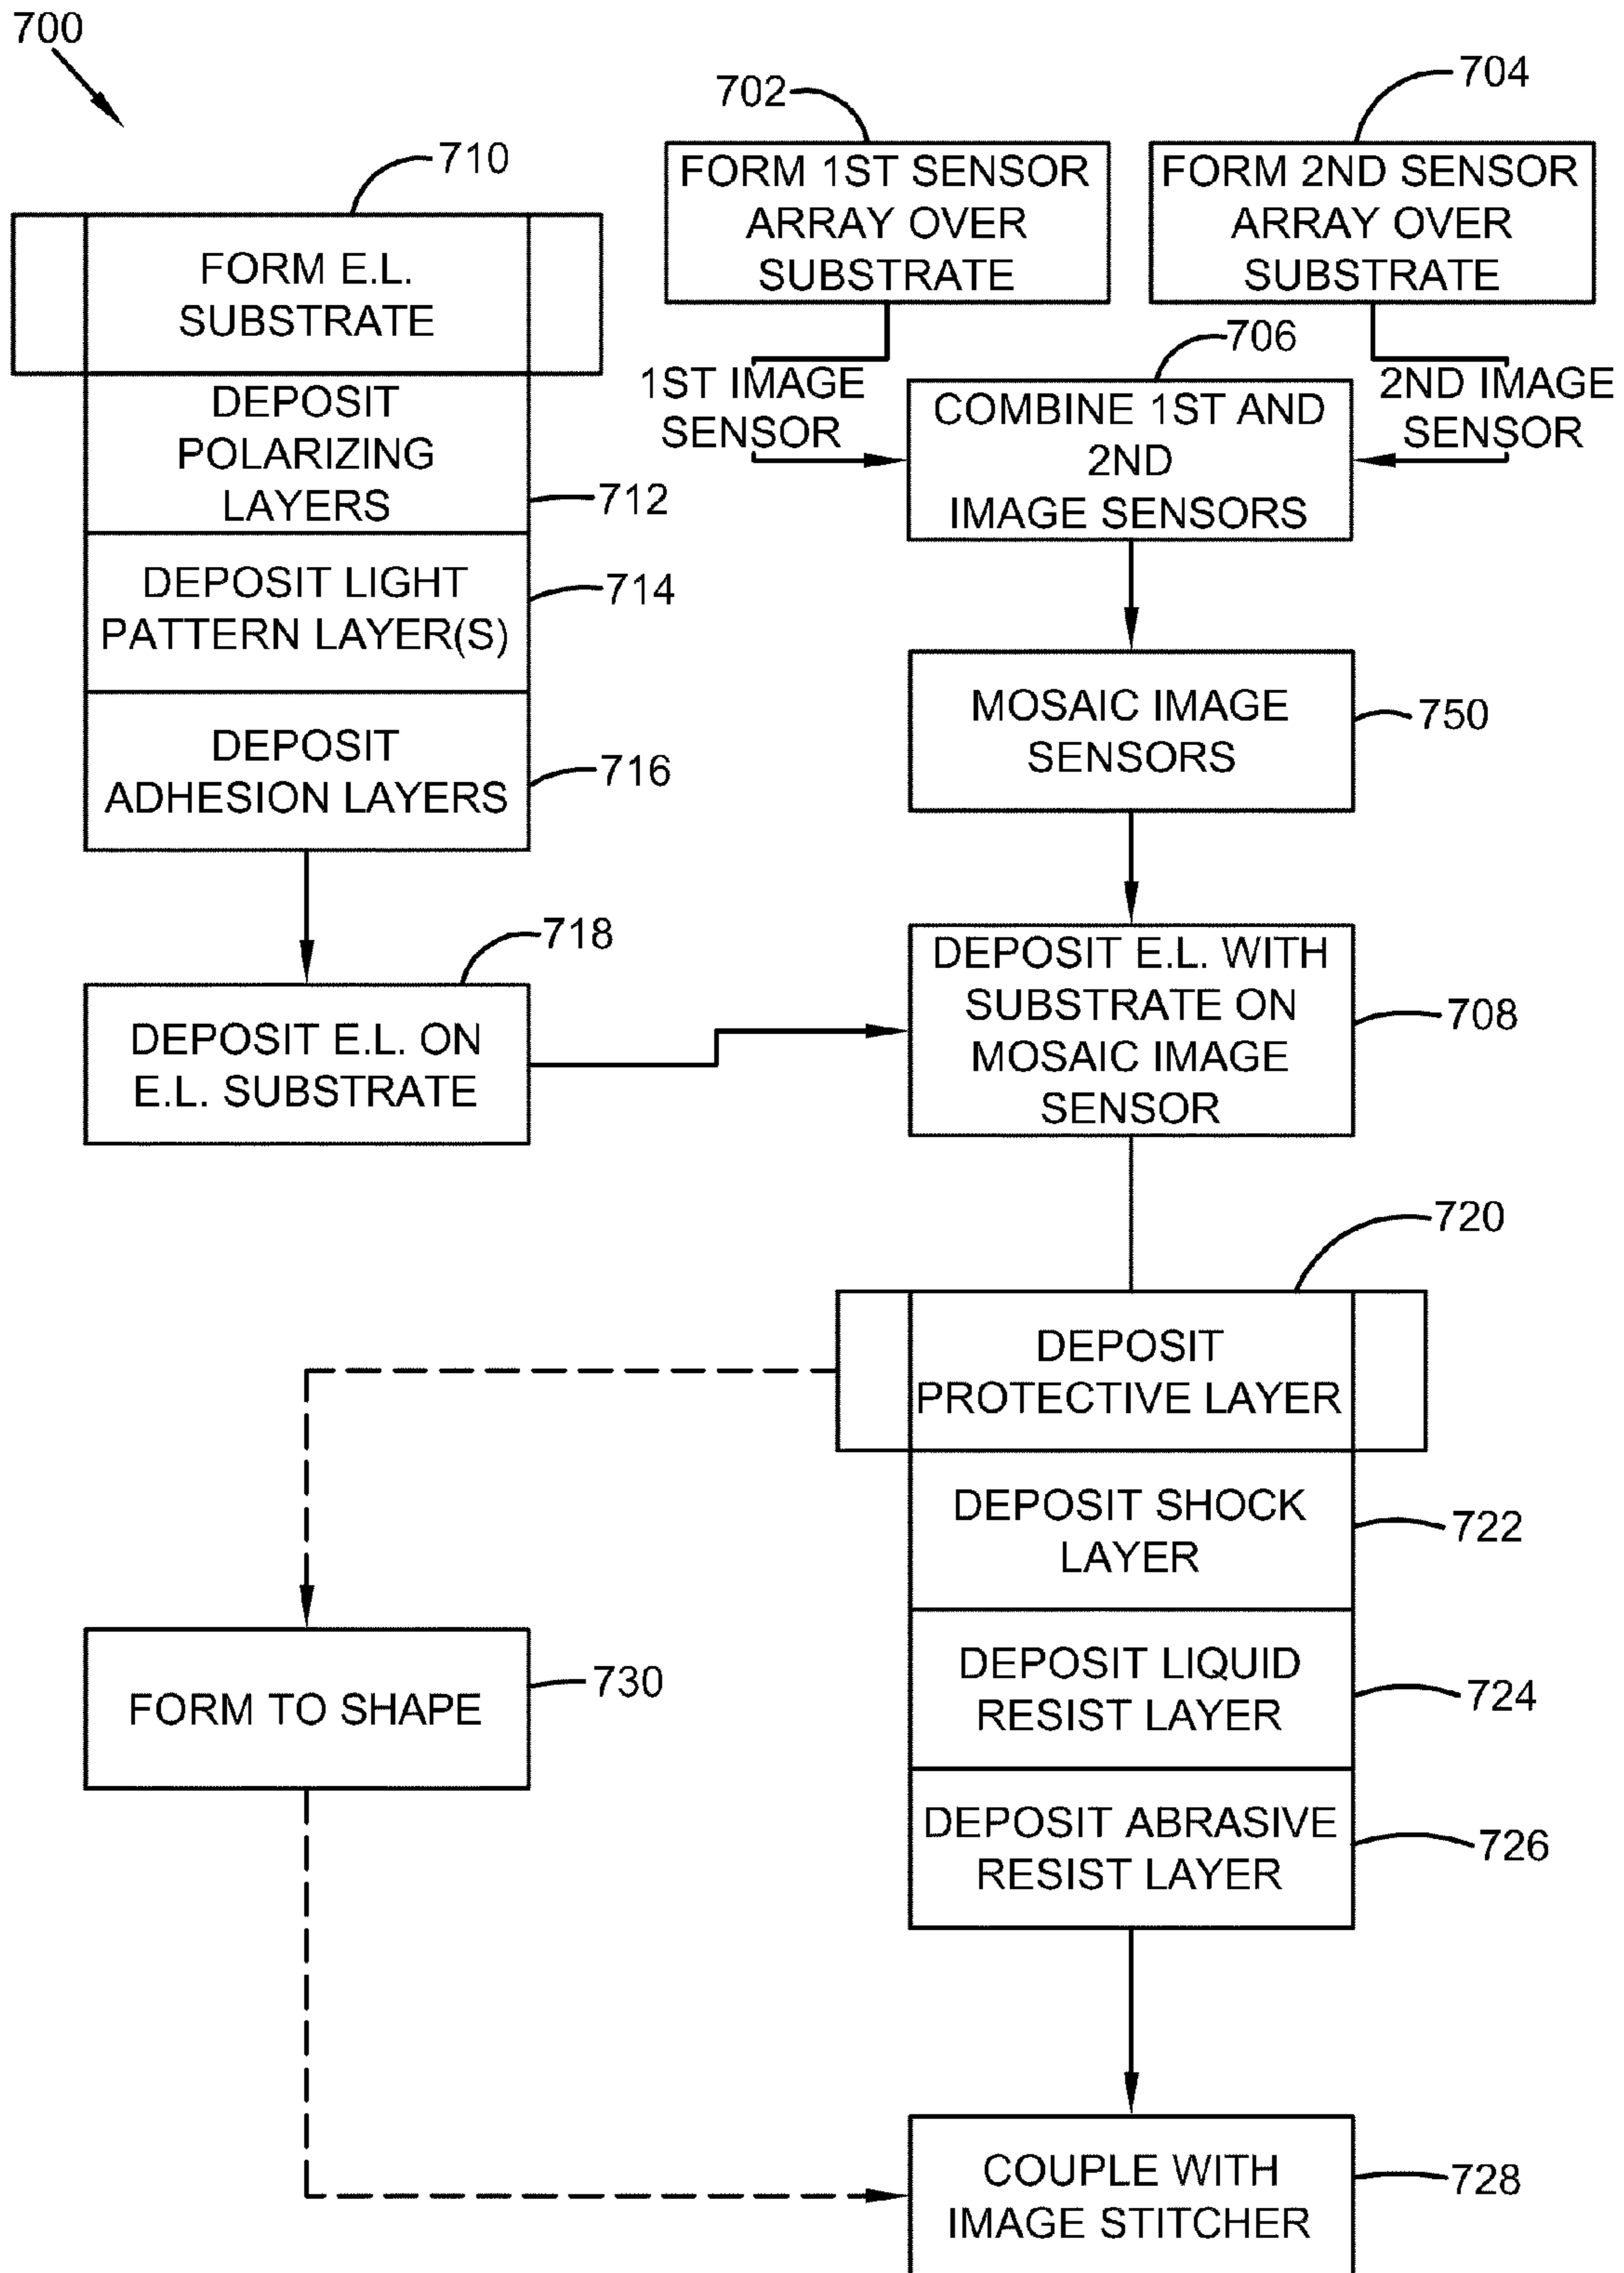 700
702
704
710
FORM 1ST SENSOR
ARRAY OVER
SUBSTRATE
FORM 2ND SENSOR
ARRAY OVER
SUBSTRATE
FORM E.L.
SUBSTRATE
706
1ST IMAGE
SENSOR
2ND IMAGE
SENSOR
COMBINE 1ST AND
2ND
IMAGE SENSORS
DEPOSIT
POLARIZING
LAYERS
712
DEPOSIT LIGHT
PATTERN LAYER(S)
714
MOSAIC IMAGE
SENSORS
750
DEPOSIT
ADHESION LAYERS
716
718
DEPOSIT E.L. ON
E.L. SUBSTRATE
DEPOSIT E.L. WITH
SUBSTRATE ON
MOSAIC IMAGE
SENSOR
708
720
DEPOSIT
PROTECTIVE LAYER
DEPOSIT SHOCK
LAYER
722
FORM TO SHAPE
730
DEPOSIT LIQUID
RESIST LAYER
724
DEPOSIT ABRASIVE
RESIST LAYER
726
COUPLE WITH
IMAGE STITCHER
728